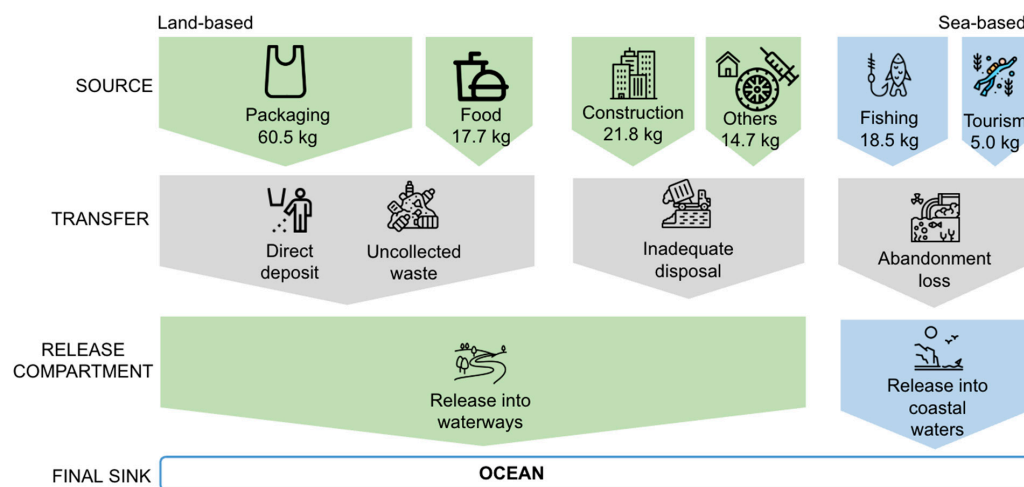 Land-based
Sea-based
SOURCE
Packaging
60.5 kg
Food
17.7 kg
Construction
21.8 kg
Others
14.7 kg
Fishing
18.5 kg
Tourism
5.0 kg
TRANSFER
Direct
deposit
Uncollected
waste
Inadequate
disposal
Abandonment
loss
RELEASE
COMPARTMENT
Release into
waterways
Release into
coastal
waters
FINAL SINK
OCEAN